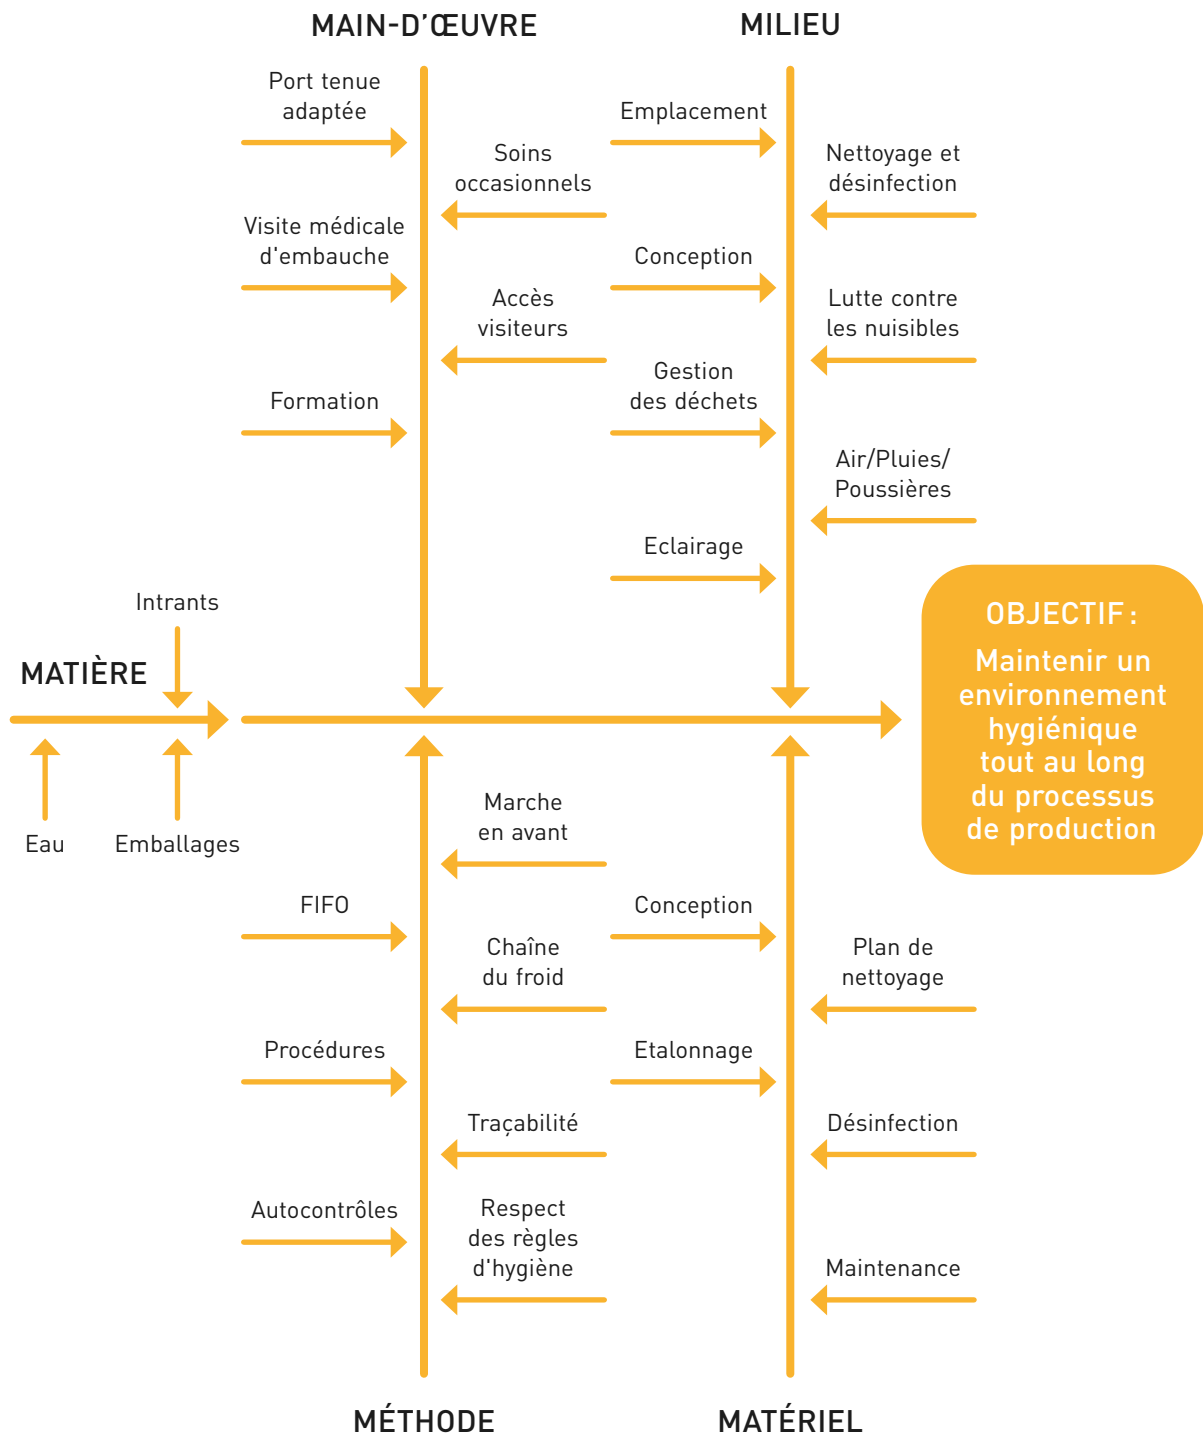 MAIN-D’ŒUVRE
MILIEU
Port tenue
adaptée
Soins
occasionnels
Visite médicale
d'embauche
Accès
visiteurs
Formation
Emplacement
Nettoyage et
désinfection
Conception
Lutte contre
les nuisibles
Gestion
des déchets
Air/Pluies/
Poussières
Eclairage
Intrants
MATIÈRE
Eau
Emballages
OBJECTIF :
Maintenir un
environnement
hygiénique
tout au long
du processus
de production
Marche
en avant
FIFO
Chaîne
du froid
Procédures
Traçabilité
Autocontrôles
Respect
des règles
d'hygiène
Conception
Plan de
nettoyage
Etalonnage
Désinfection
Maintenance
MÉTHODE
MATÉRIEL